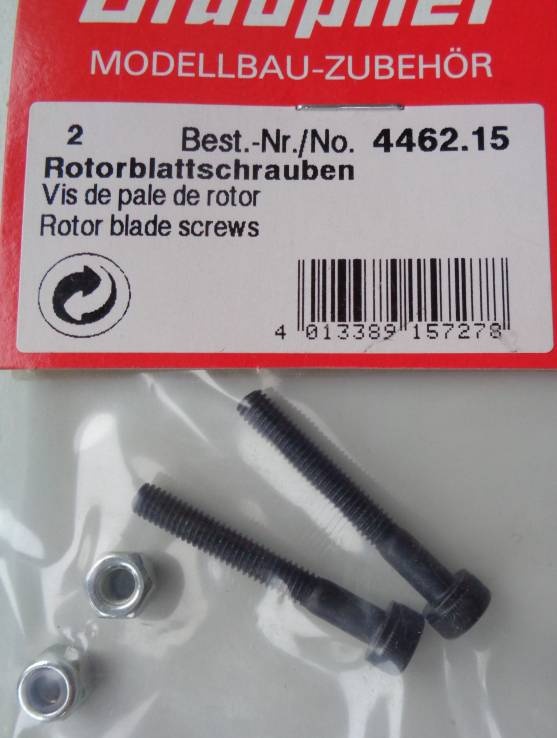 Graupner
MODELLBAU-ZUBEHÖR
2 Best.-Nr./No. 4462.15
Rotorblattschrauben
Vis de pale de rotor
Rotor blade screws
4 013389 157278